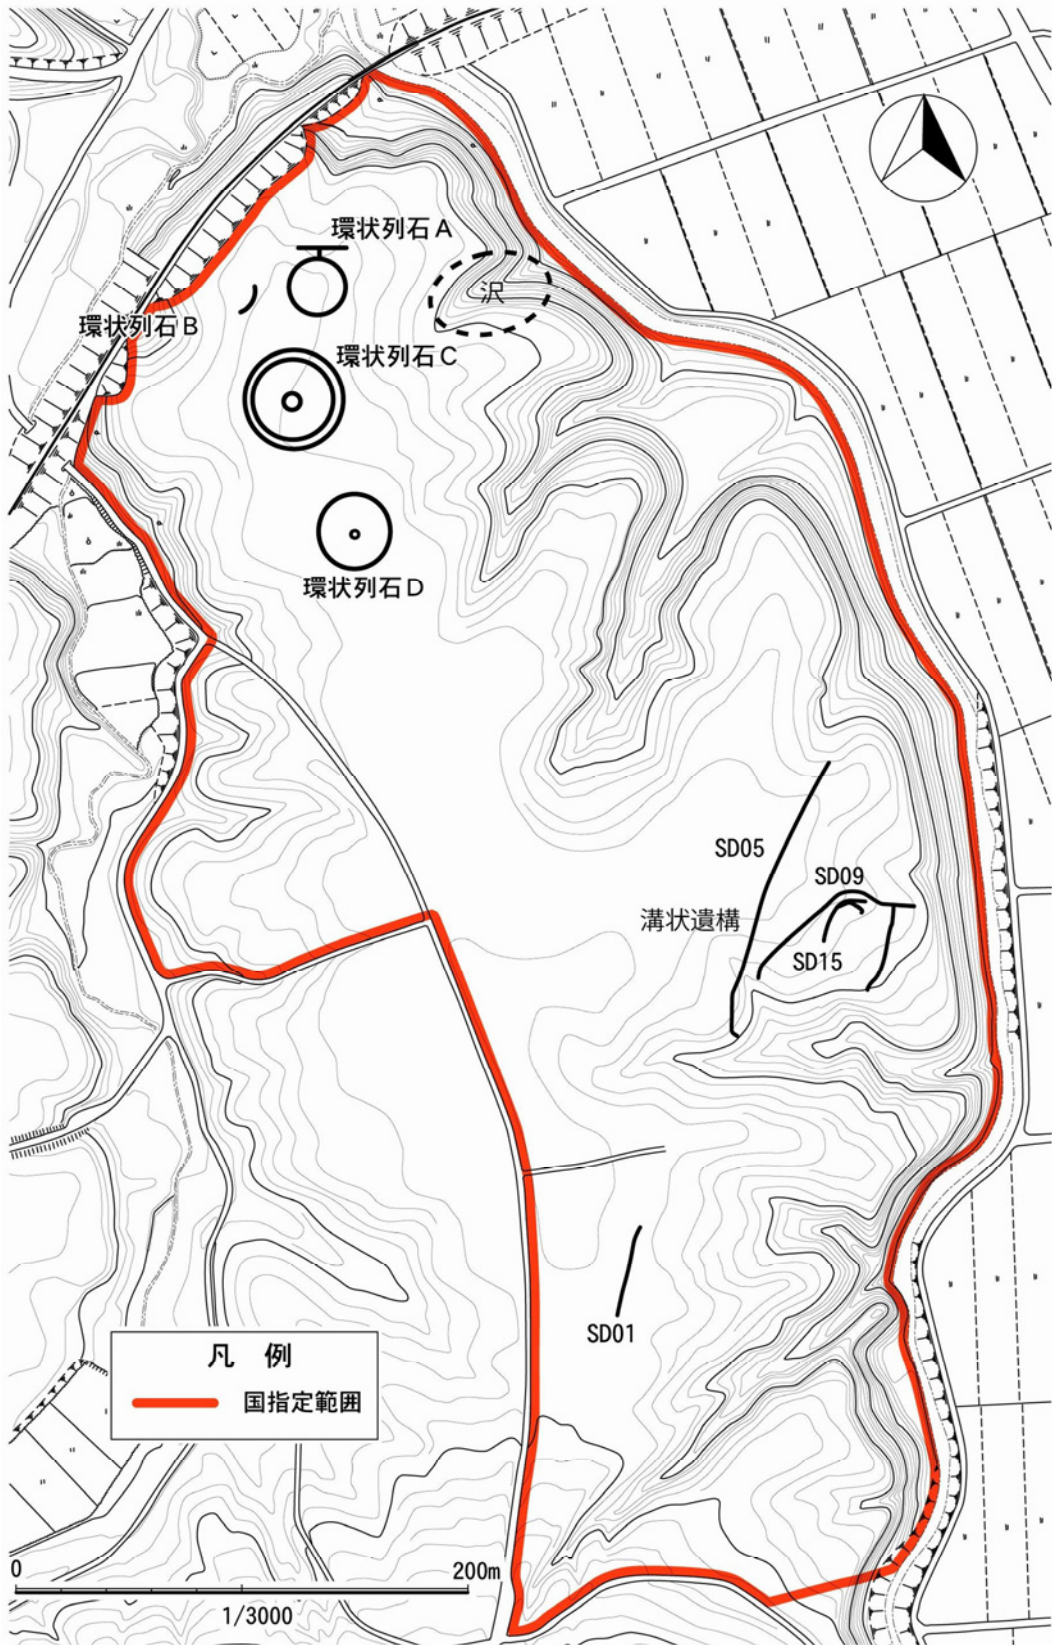 環状列石A
沢
環状列石B
環状列石C
環状列石D
SD05
SD09
溝状遺構
SD15
SD01
凡 例
国指定範囲
0
200m
1/3000